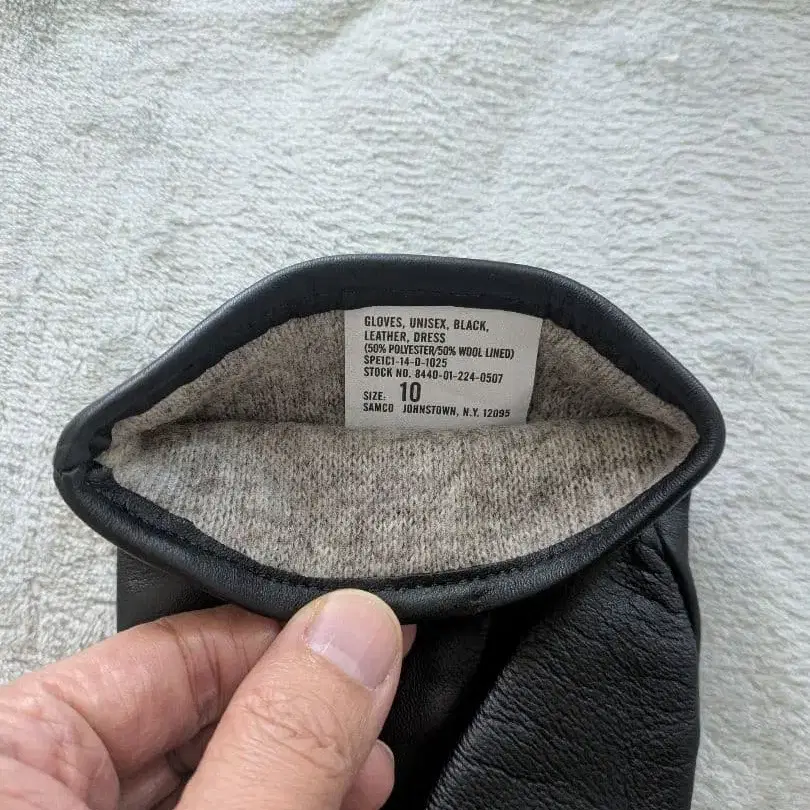 GLOVES, UNISEX, BLACK,
LEATHER, DRESS
(50% POLYESTER/50% WOOL LINED)
SPE1C1-14-D-1025
STOCK NO. 8440-01-224-0507
SIZE: 10
SAMCO JOHNSTOWN, N.Y. 12095